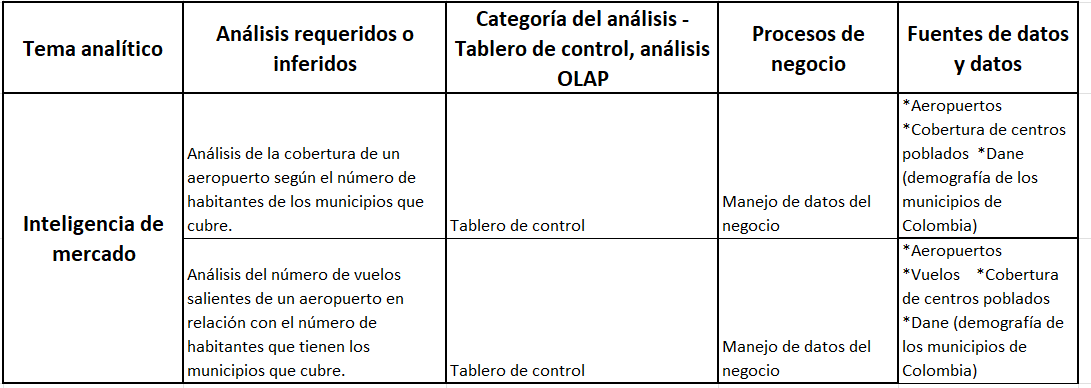 Tema analítico
Análisis requeridos o
inferidos
Categoría del análisis -
Tablero de control, análisis
OLAP
Procesos de
negocio
Fuentes de datos
y datos
Inteligencia de
mercado
Análisis de la cobertura de un
aeropuerto según el número de
habitantes de los municipios que
cubre.
Tablero de control
Manejo de datos del
negocio
*Aeropuertos
*Cobertura de centros
poblados *Dane
(demografía de los
municipios de
Colombia)
Análisis del número de vuelos
salientes de un aeropuerto en
relación con el número de
habitantes que tienen los
municipios que cubre.
Tablero de control
Manejo de datos del
negocio
*Aeropuertos
*Vuelos *Cobertura
de centros poblados
*Dane (demografía de
los municipios de
Colombia)